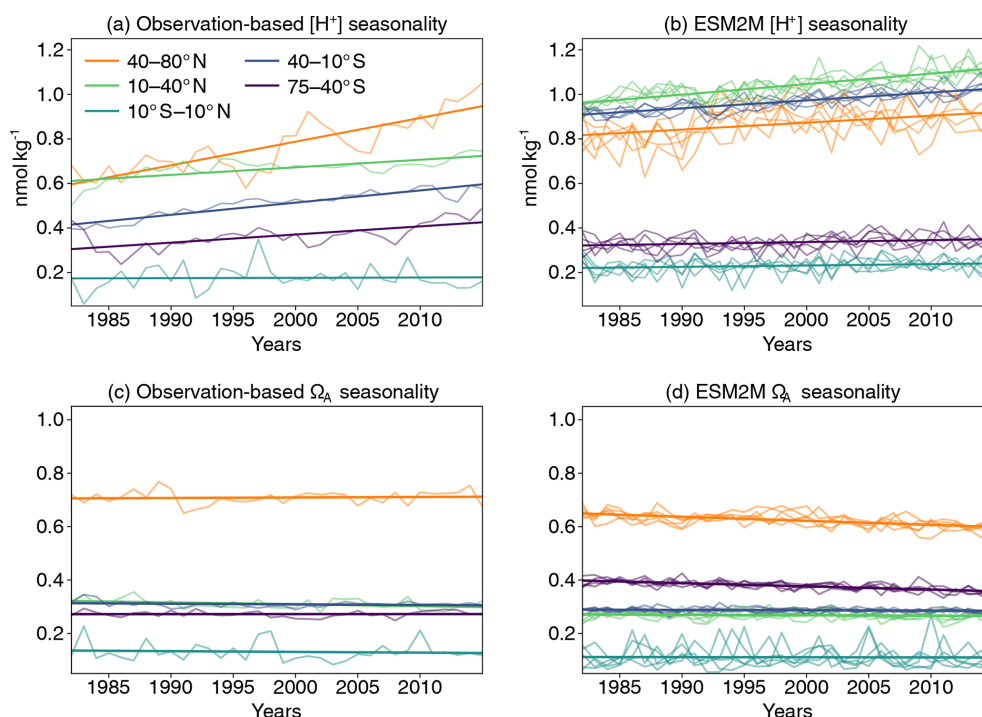 (a) Observation-based [H⁺] seasonality
(b) ESM2M [H⁺] seasonality
1.2
1.0
0.8
0.6
0.4
0.2
nmol kg⁻¹
40–80° N
10–40° N
10° S–10° N
40–10° S
75–40° S
1985 1990 1995 2000 2005 2010
Years
1.2
1.0
0.8
0.6
0.4
0.2
nmol kg⁻¹
1985 1990 1995 2000 2005 2010
Years
(c) Observation-based Ω_A seasonality
(d) ESM2M Ω_A seasonality
1.0
0.8
0.6
0.4
0.2
1985 1990 1995 2000 2005 2010
Years
1.0
0.8
0.6
0.4
0.2
1985 1990 1995 2000 2005 2010
Years